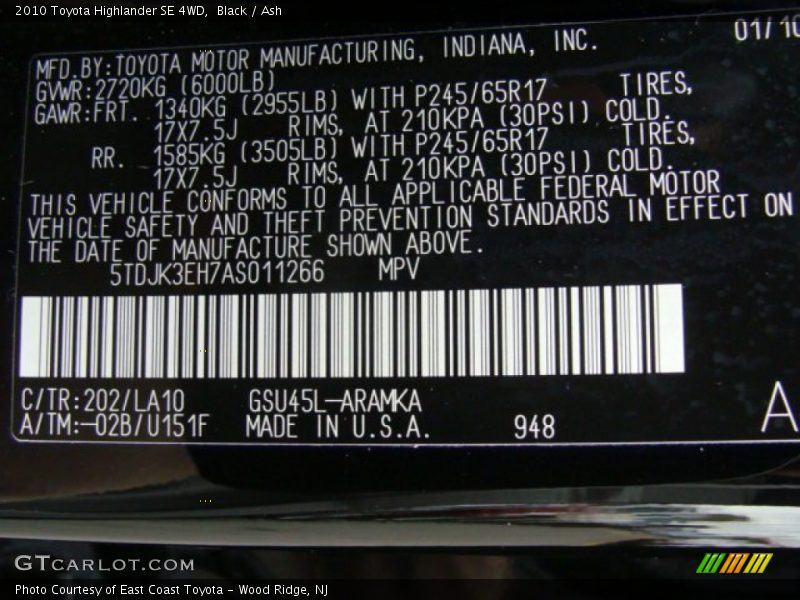 2010 Toyota Highlander SE 4WD,  Black / Ash
01/10
MFD.BY:TOYOTA MOTOR MANUFACTURING, INDIANA, INC.
GVWR:2720KG (6000LB)
GAWR:FRT. 1340KG (2955LB) WITH P245/65R17 TIRES,
17X7.5J RIMS, AT 210KPA (30PSI) COLD.
RR. 1585KG (3505LB) WITH P245/65R17 TIRES,
17X7.5J RIMS, AT 210KPA (30PSI) COLD.
THIS VEHICLE CONFORMS TO ALL APPLICABLE FEDERAL MOTOR
VEHICLE SAFETY AND THEFT PREVENTION STANDARDS IN EFFECT ON
THE DATE OF MANUFACTURE SHOWN ABOVE.
5TDJK3EH7AS011266 MPV
C/TR:202/LA10 GSU45L-ARAMKA
A/TM:-02B/U151F MADE IN U.S.A. 948
A
GTCARLOT.COM
Photo Courtesy of East Coast Toyota - Wood Ridge, NJ